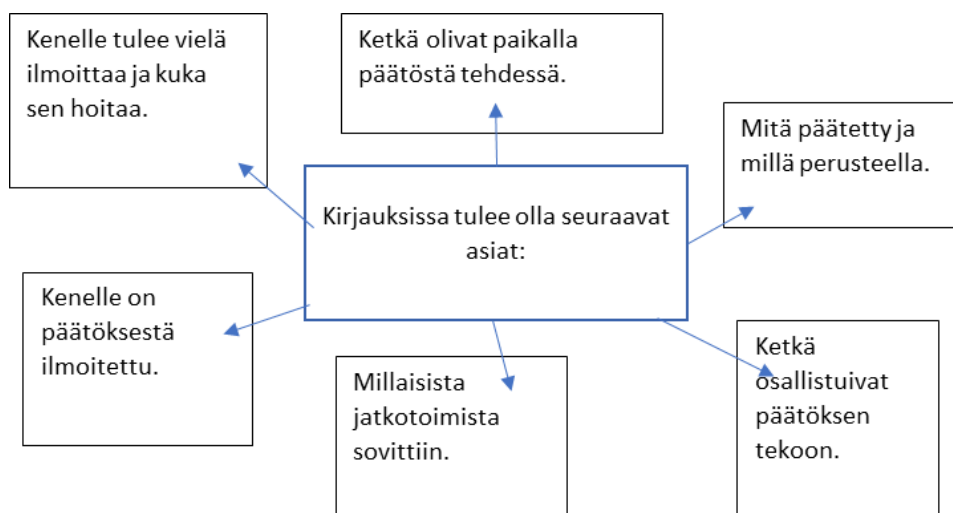 Kenelle tulee vielä
ilmoittaa ja kuka
sen hoitaa.
Ketkä olivat paikalla
päätöstä tehdessä.
Mitä päätetty ja
millä perusteella.
Kirjauksissa tulee olla seuraavat
asiat:
Kenelle on
päätöksestä
ilmoitettu.
Millaisista
jatkotoimista
sovittiin.
Ketkä
osallistuivat
päätöksen
tekoon.